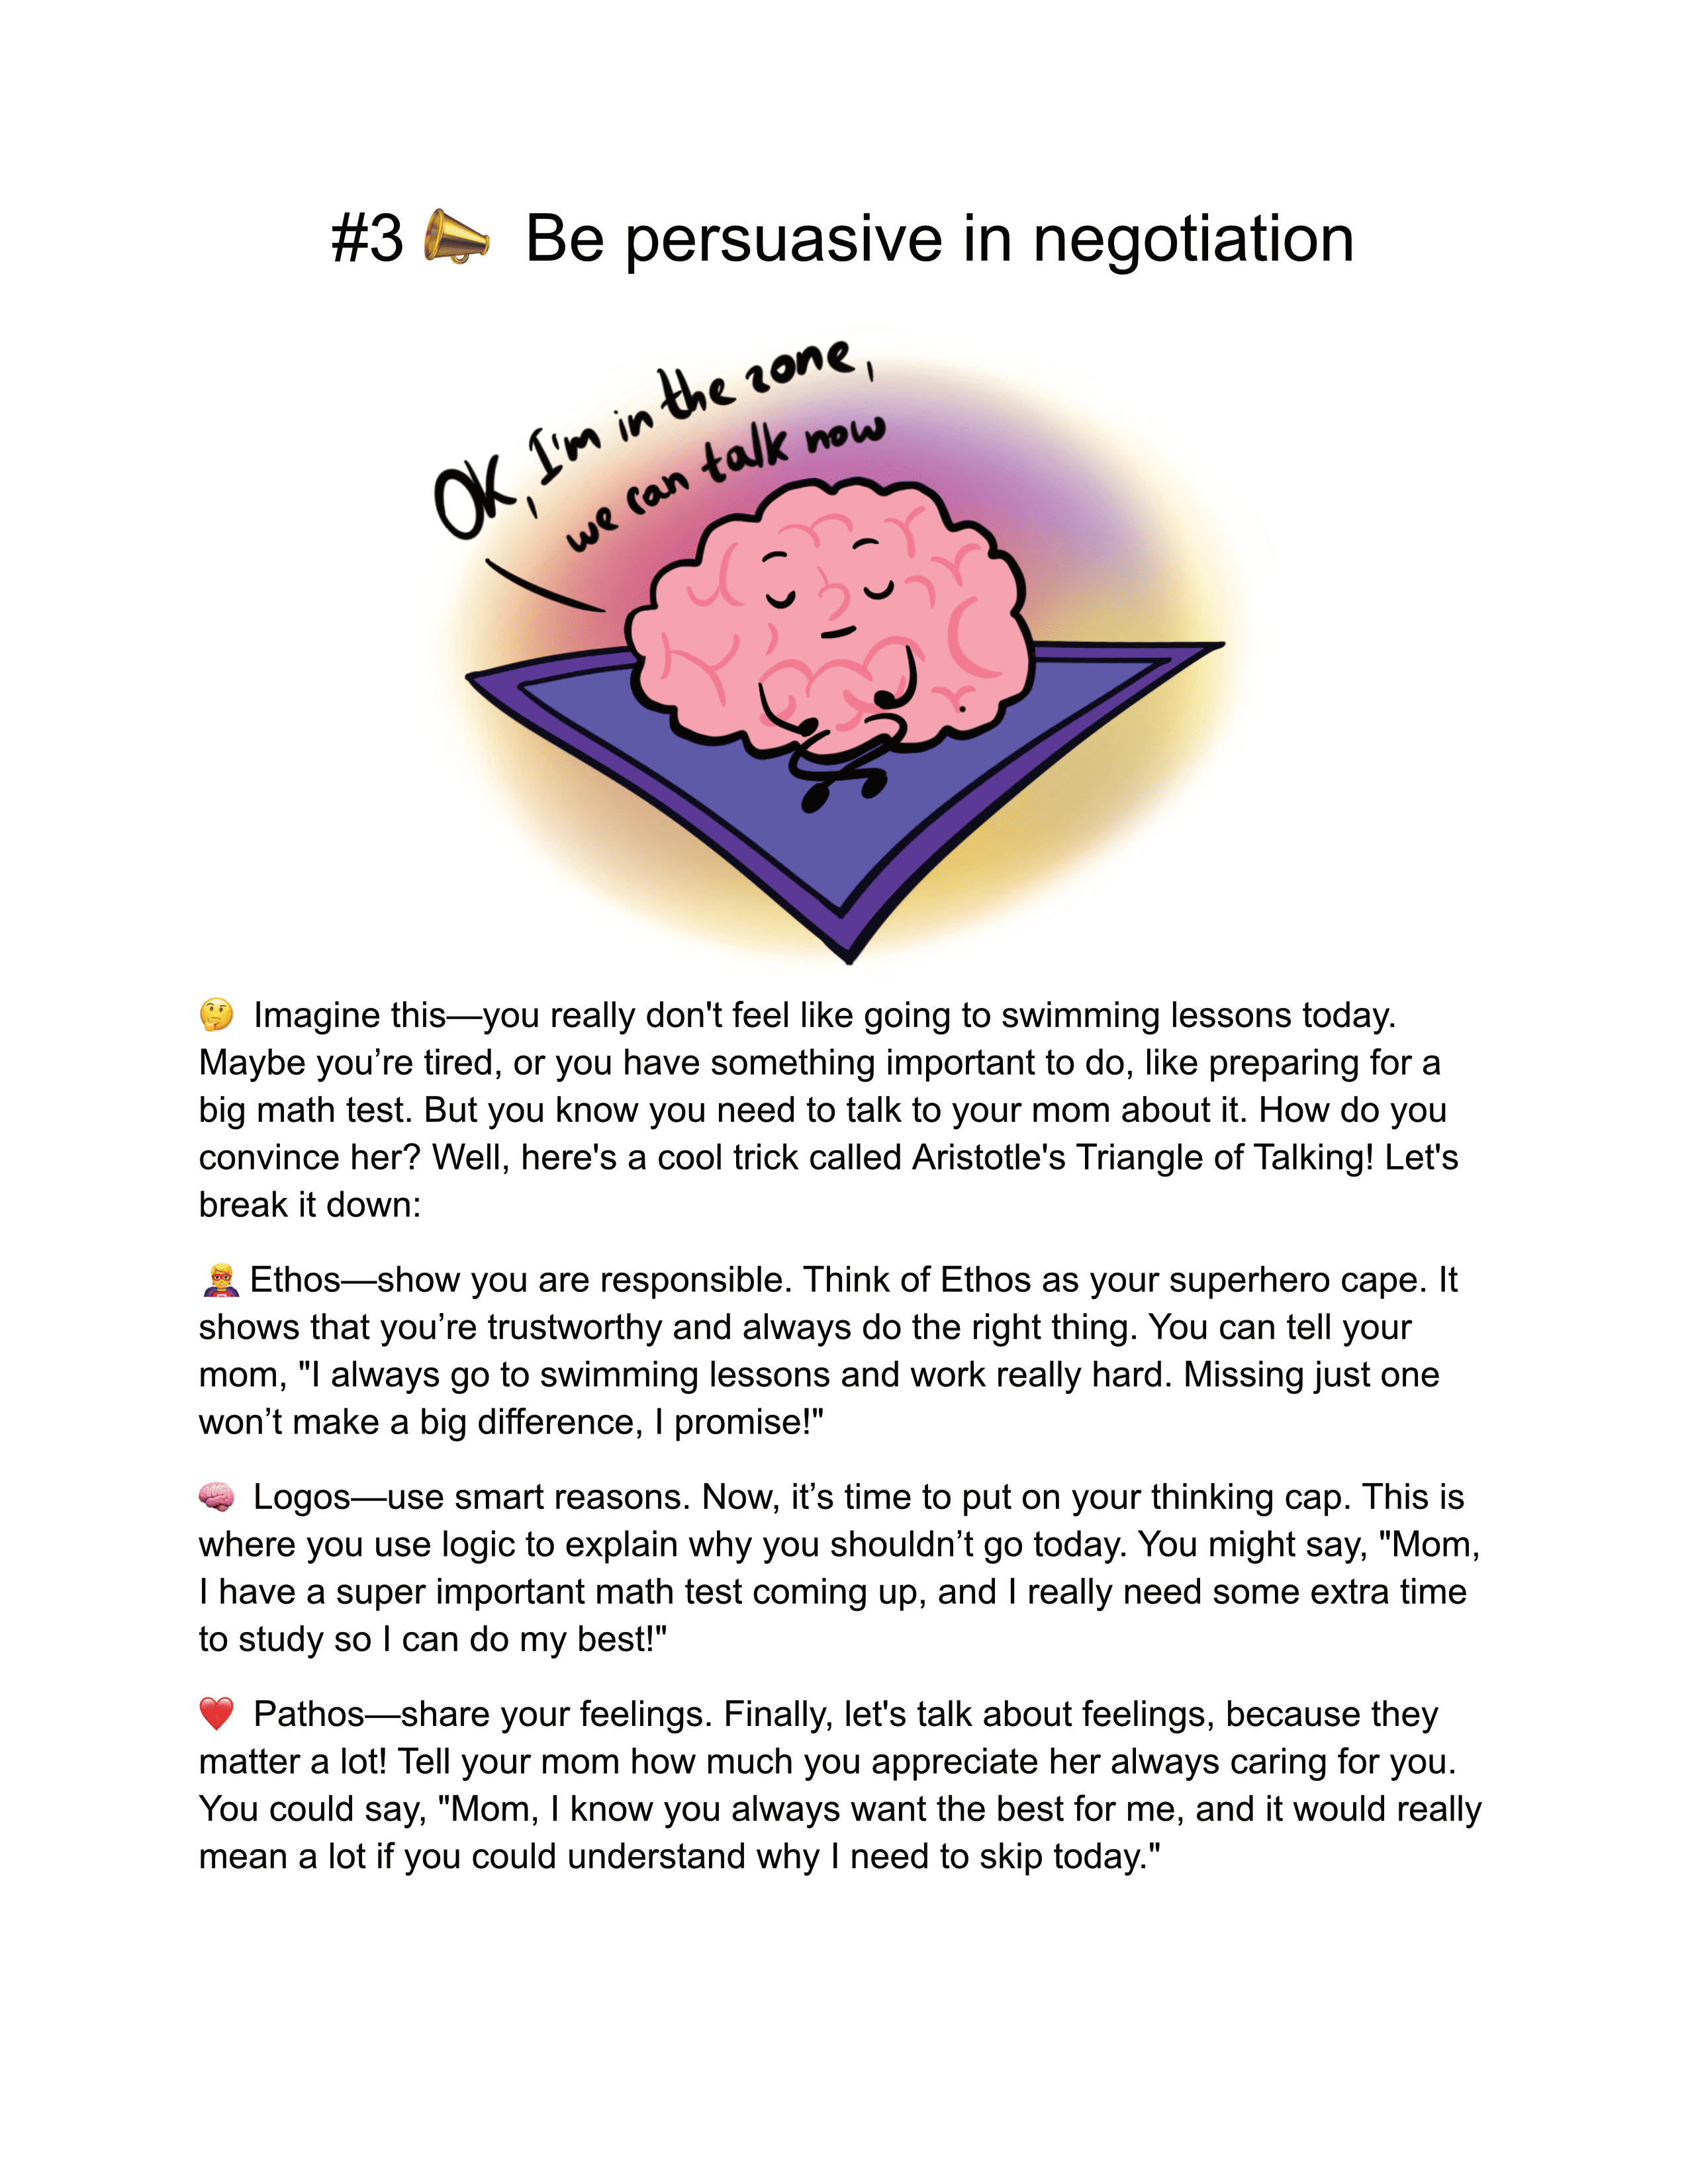 #3 📣 Be persuasive in negotiation
OK, I'm in the zone,
we can talk now
🤔 Imagine this—you really don't feel like going to swimming lessons today.
Maybe you’re tired, or you have something important to do, like preparing for a
big math test. But you know you need to talk to your mom about it. How do you
convince her? Well, here's a cool trick called Aristotle's Triangle of Talking! Let's
break it down:
🦸 Ethos—show you are responsible. Think of Ethos as your superhero cape. It
shows that you’re trustworthy and always do the right thing. You can tell your
mom, "I always go to swimming lessons and work really hard. Missing just one
won’t make a big difference, I promise!"
🧠 Logos—use smart reasons. Now, it’s time to put on your thinking cap. This is
where you use logic to explain why you shouldn’t go today. You might say, "Mom,
I have a super important math test coming up, and I really need some extra time
to study so I can do my best!"
❤️ Pathos—share your feelings. Finally, let's talk about feelings, because they
matter a lot! Tell your mom how much you appreciate her always caring for you.
You could say, "Mom, I know you always want the best for me, and it would really
mean a lot if you could understand why I need to skip today."